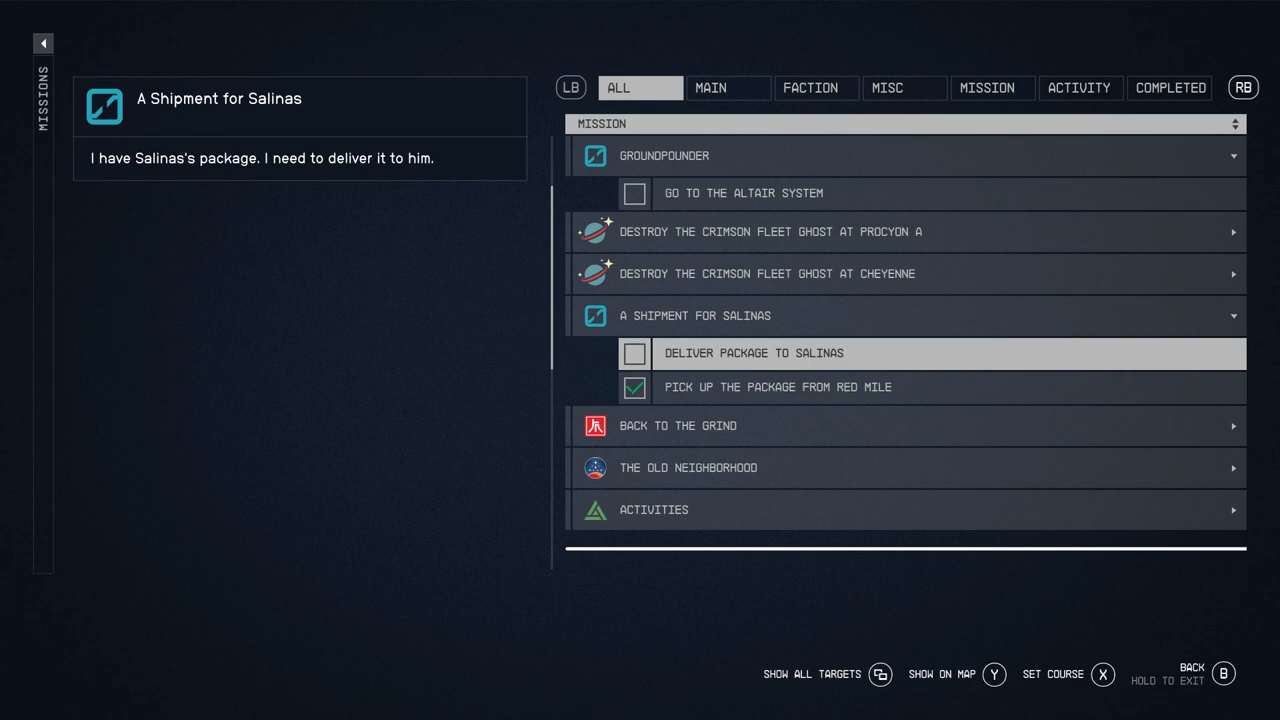 MISSIONS
A Shipment for Salinas
I have Salinas's package. I need to deliver it to him.
LB ALL MAIN FACTION MISC MISSION ACTIVITY COMPLETED RB
MISSION
GROUNDPOUNDER
GO TO THE ALTAIR SYSTEM
DESTROY THE CRIMSON FLEET GHOST AT PROCYON A
DESTROY THE CRIMSON FLEET GHOST AT CHEYENNE
A SHIPMENT FOR SALINAS
DELIVER PACKAGE TO SALINAS
PICK UP THE PACKAGE FROM RED MILE
BACK TO THE GRIND
THE OLD NEIGHBORHOOD
ACTIVITIES
SHOW ALL TARGETS SHOW ON MAP Y SET COURSE X BACK B
HOLD TO EXIT